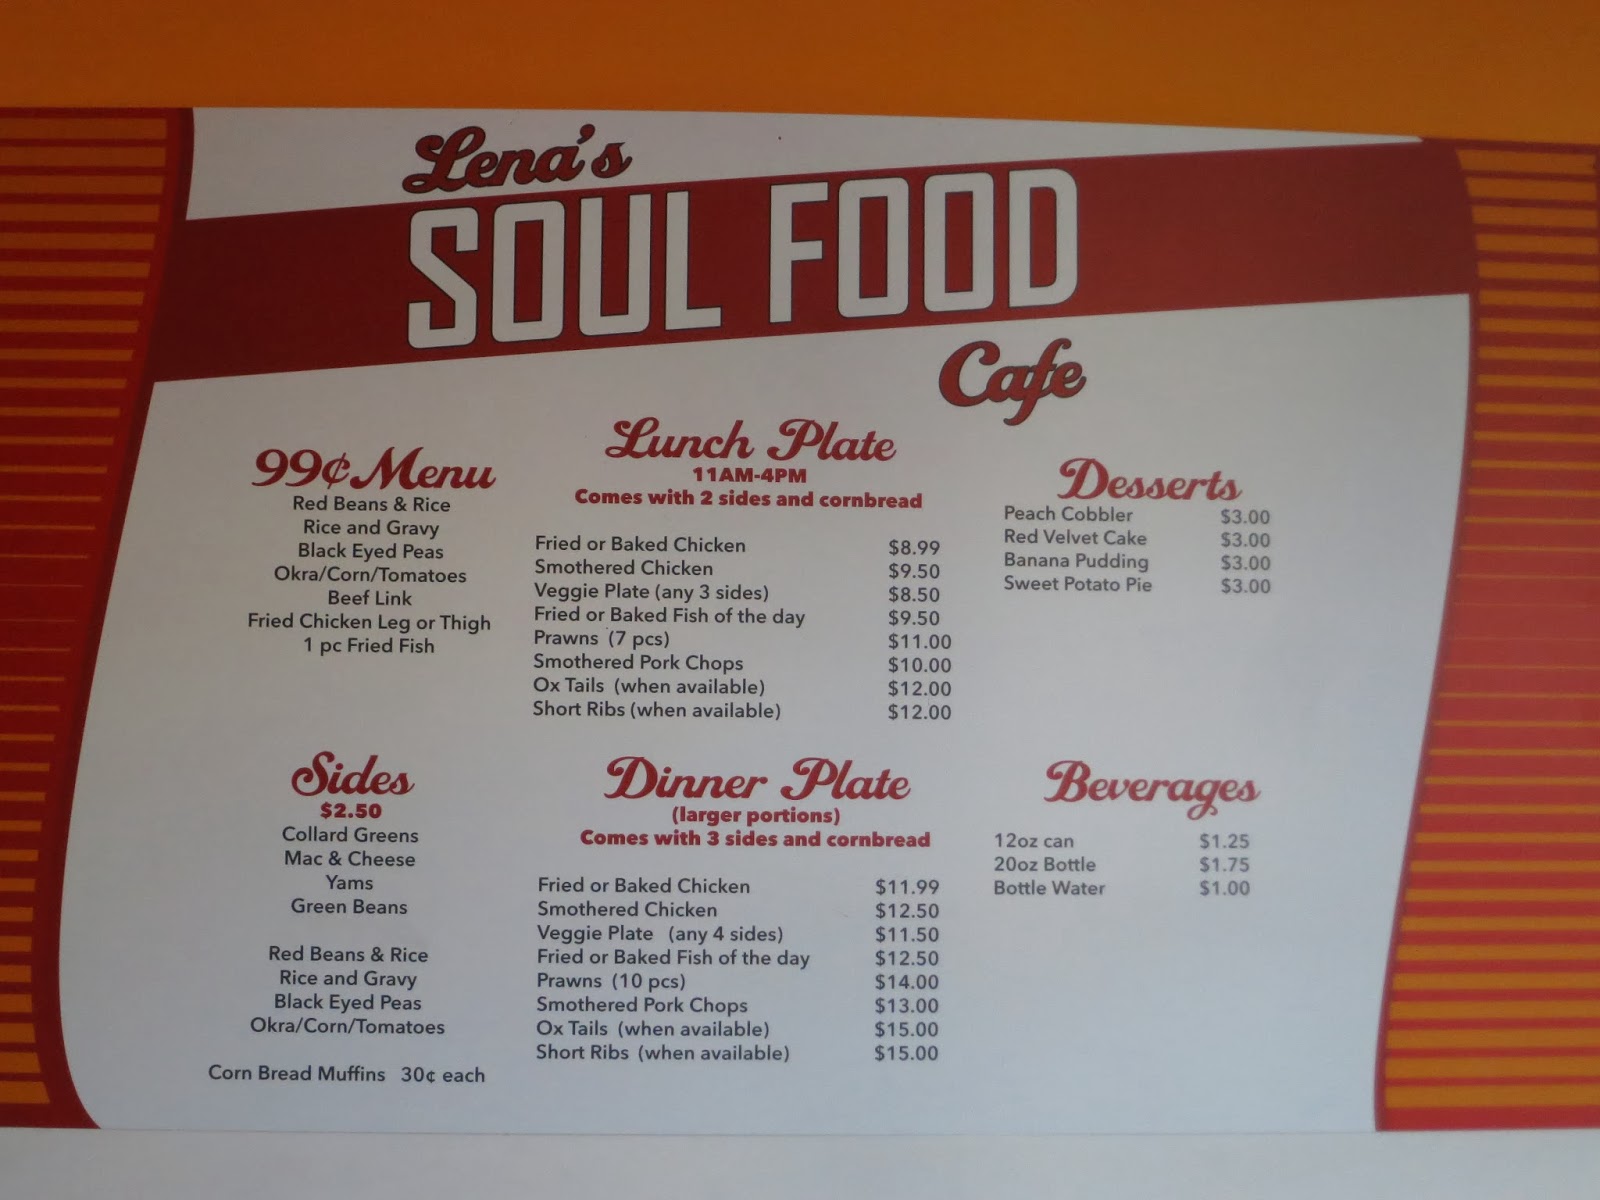 Lena's
SOUL FOOD
Cafe
99¢ Menu
Red Beans & Rice
Rice and Gravy
Black Eyed Peas
Okra/Corn/Tomatoes
Beef Link
Fried Chicken Leg or Thigh
1 pc Fried Fish
Lunch Plate
11AM-4PM
Comes with 2 sides and cornbread
Fried or Baked Chicken $8.99
Smothered Chicken $9.50
Veggie Plate (any 3 sides) $8.50
Fried or Baked Fish of the day $9.50
Prawns (7 pcs) $11.00
Smothered Pork Chops $10.00
Ox Tails (when available) $12.00
Short Ribs (when available) $12.00
Desserts
Peach Cobbler $3.00
Red Velvet Cake $3.00
Banana Pudding $3.00
Sweet Potato Pie $3.00
Sides
$2.50
Collard Greens
Mac & Cheese
Yams
Green Beans
Red Beans & Rice
Rice and Gravy
Black Eyed Peas
Okra/Corn/Tomatoes
Corn Bread Muffins 30¢ each
Dinner Plate
(larger portions)
Comes with 3 sides and cornbread
Fried or Baked Chicken $11.99
Smothered Chicken $12.50
Veggie Plate (any 4 sides) $11.50
Fried or Baked Fish of the day $12.50
Prawns (10 pcs) $14.00
Smothered Pork Chops $13.00
Ox Tails (when available) $15.00
Short Ribs (when available) $15.00
Beverages
12oz can $1.25
20oz Bottle $1.75
Bottle Water $1.00